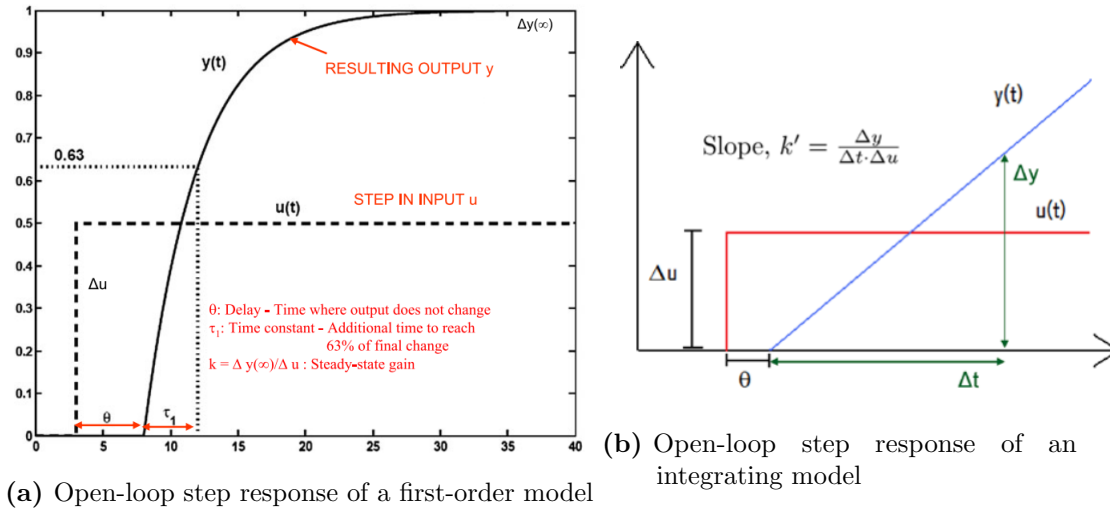 1
0.9
0.8
0.7
0.6
0.5
0.4
0.3
0.2
0.1
0
0 5 10 15 20 25 30 35 40
Δy(∞)
y(t)
RESULTING OUTPUT y
0.63
STEP IN INPUT u
u(t)
Δu
θ: Delay - Time where output does not change
τ1: Time constant - Additional time to reach
63% of final change
k = Δ y(∞)/Δ u : Steady-state gain
θ
τ1
(a) Open-loop step response of a first-order model
y(t)
Slope, k′ = Δy / Δt·Δu
Δy
u(t)
Δu
θ
Δt
(b) Open-loop step response of an
integrating model